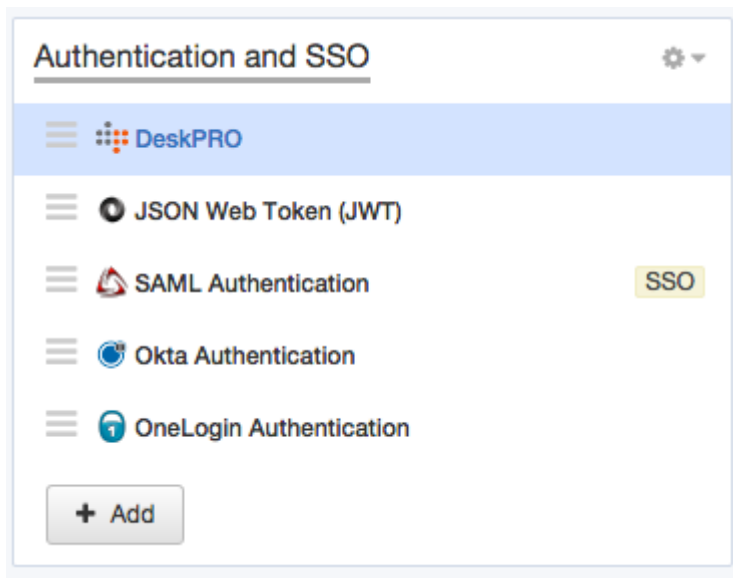 Authentication and SSO
DeskPRO
JSON Web Token (JWT)
SAML Authentication SSO
Okta Authentication
OneLogin Authentication
+ Add